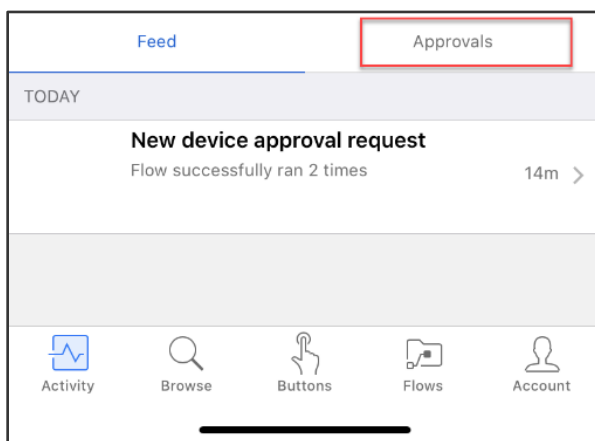 Feed
Approvals
TODAY
New device approval request
Flow successfully ran 2 times
14m
Activity
Browse
Buttons
Flows
Account